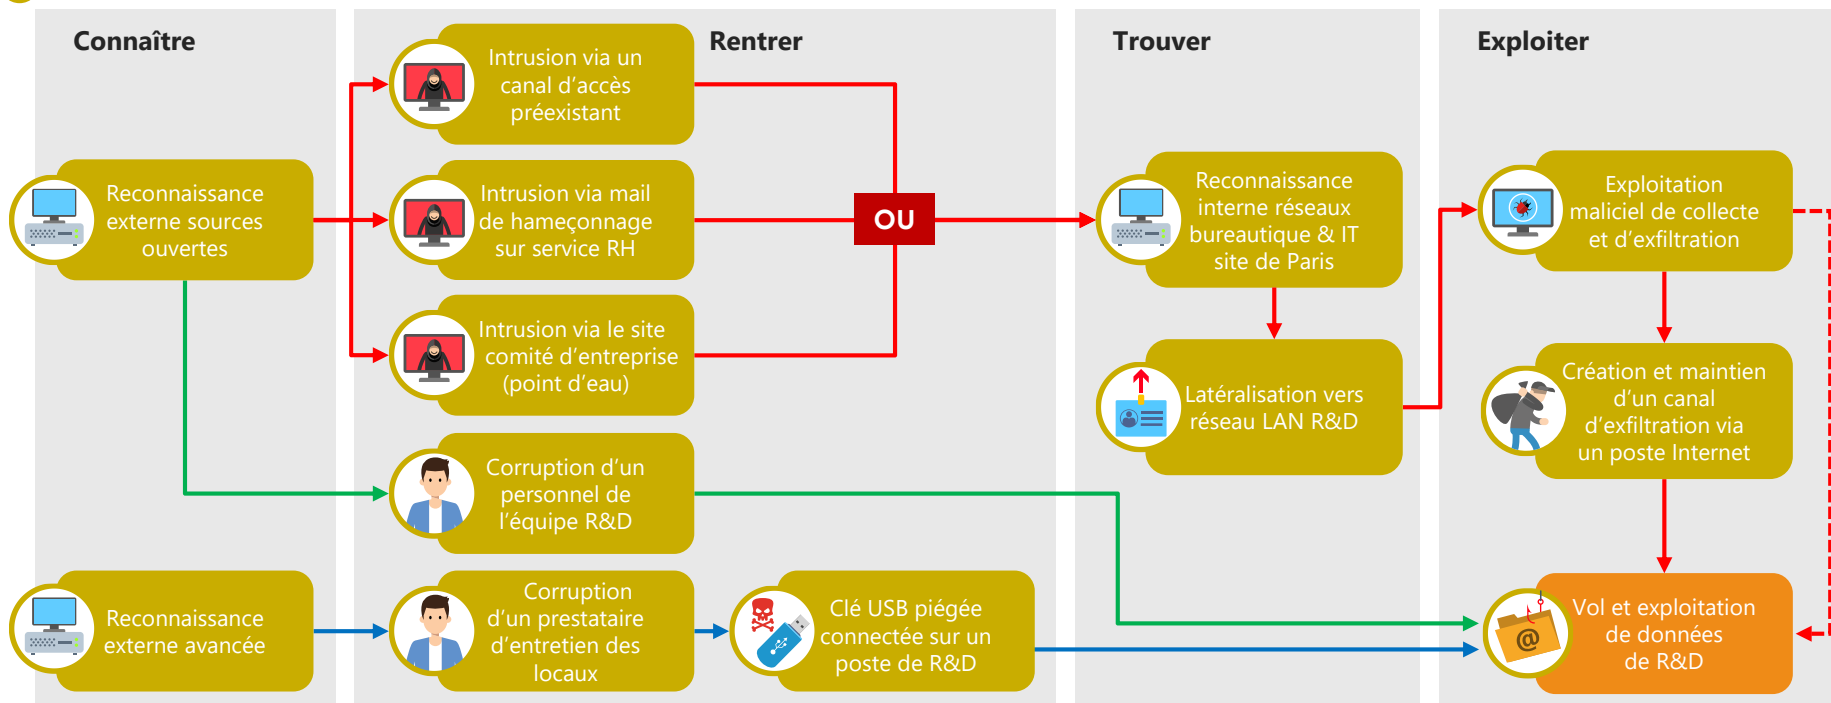 Connaître
Rentrer
Trouver
Exploiter
Intrusion via un
canal d’accès
préexistant
Reconnaissance
externe sources
ouvertes
Intrusion via mail
de hameçonnage
sur service RH
OU
Reconnaissance
interne réseaux
bureautique & IT
site de Paris
Exploitation
maliciel de collecte
et d’exfiltration
Intrusion via le site
comité d’entreprise
(point d’eau)
Latéralisation vers
réseau LAN R&D
Création et maintien
d’un canal
d’exfiltration via
un poste Internet
Corruption d’un
personnel de
l’équipe R&D
Reconnaissance
externe avancée
Corruption
d’un prestataire
d’entretien des
locaux
Clé USB piégée
connectée sur un
poste de R&D
@
Vol et exploitation
de données
de R&D